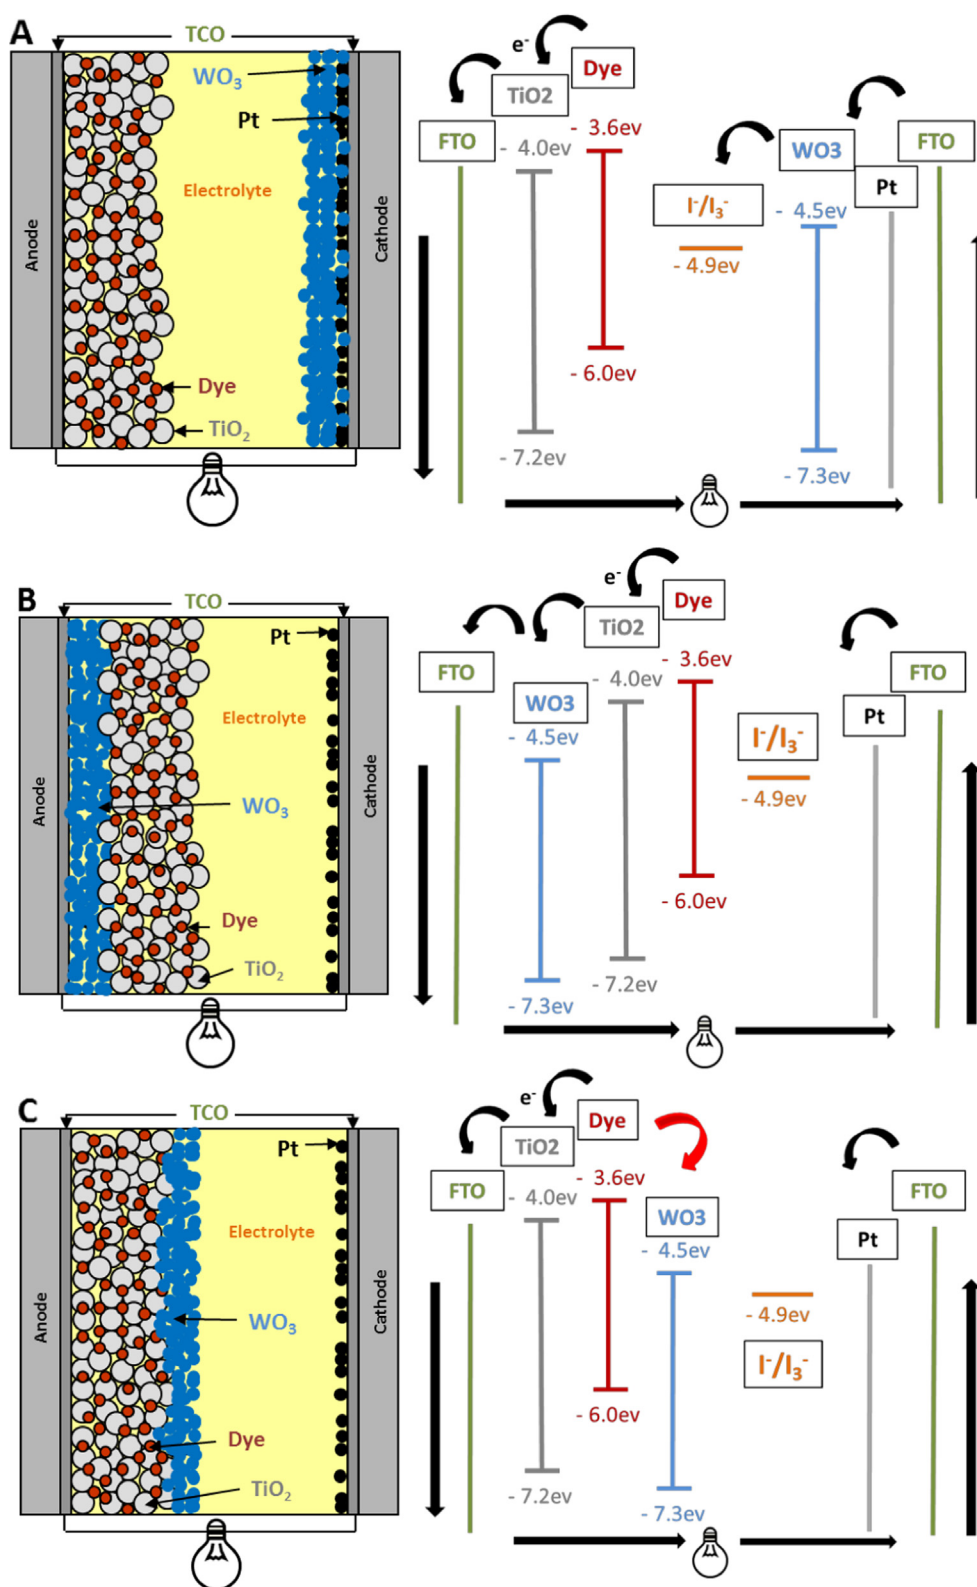 A
TCO
WO3
Pt
Electrolyte
Anode
Cathode
Dye
TiO2
e-
Dye
TiO2
FTO
- 3.6ev
- 4.0ev
WO3
FTO
Pt
I-/I3-
- 4.5ev
- 4.9ev
- 6.0ev
- 7.2ev
- 7.3ev
B
TCO
Pt
Electrolyte
Anode
Cathode
WO3
Dye
TiO2
e-
Dye
TiO2
FTO
- 3.6ev
FTO
- 4.0ev
WO3
Pt
- 4.5ev
I-/I3-
- 4.9ev
- 6.0ev
- 7.2ev
- 7.3ev
C
TCO
Pt
Electrolyte
Anode
Cathode
WO3
Dye
TiO2
e-
Dye
TiO2
- 3.6ev
FTO
- 4.0ev
WO3
FTO
Pt
- 4.5ev
- 4.9ev
I-/I3-
- 6.0ev
- 7.2ev
- 7.3ev